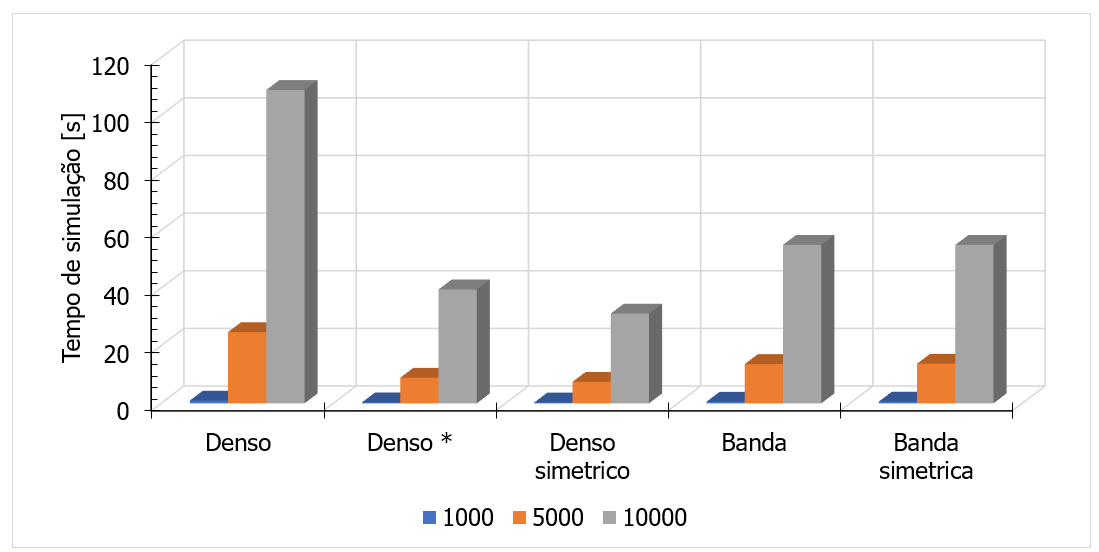 120
100
80
60
40
20
0
Tempo de simulação [s]
Denso
Denso *
Denso
simetrico
Banda
Banda
simetrica
1000 5000 10000